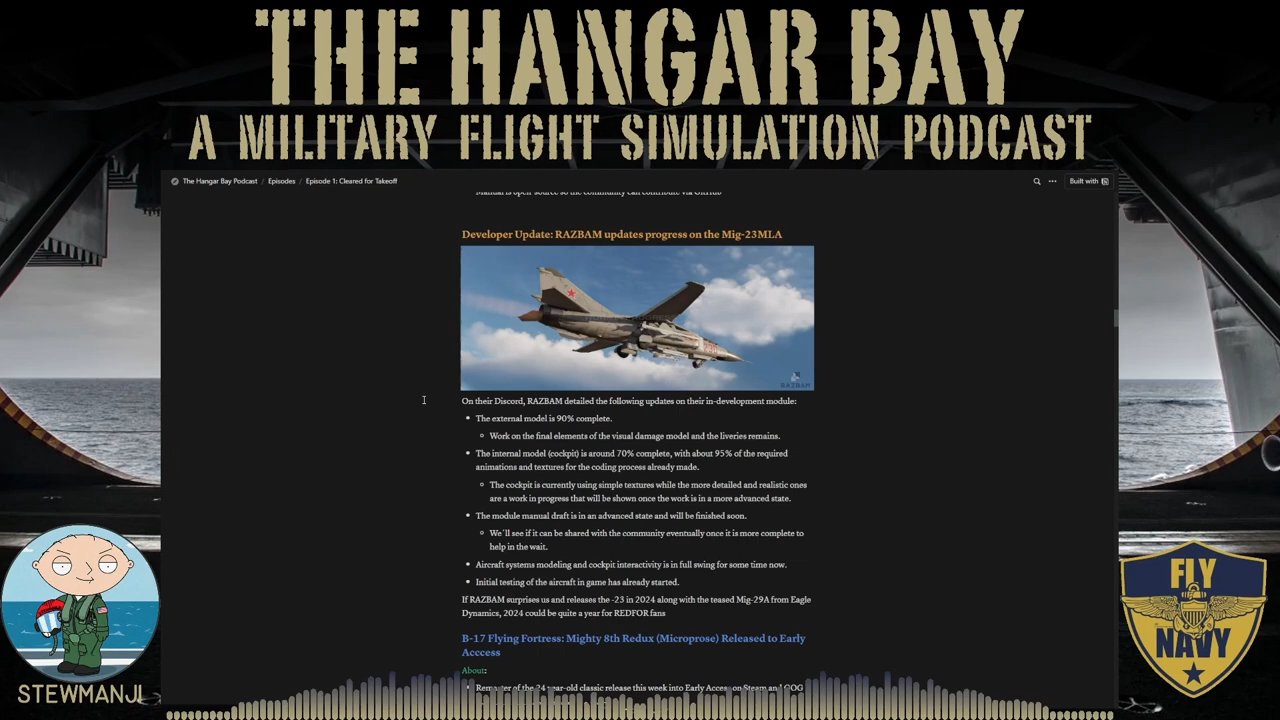 THE HANGAR BAY
A MILITARY FLIGHT SIMULATION PODCAST
The Hangar Bay Podcast / Episodes / Episode 1: Cleared for Takeoff
Built with
Manual is open source so the community can contribute via GitHub
Developer Update: RAZBAM updates progress on the Mig-23MLA
RAZBAM
On their Discord, RAZBAM detailed the following updates on their in-development module:
The external model is 90% complete.
Work on the final elements of the visual damage model and the liveries remains.
The internal model (cockpit) is around 70% complete, with about 95% of the required
animations and textures for the coding process already made.
The cockpit is currently using simple textures while the more detailed and realistic ones
are a work in progress that will be shown once the work is in a more advanced state.
The module manual draft is in an advanced state and will be finished soon.
We´ll see if it can be shared with the community eventually once it is more complete to
help in the wait.
Aircraft systems modeling and cockpit interactivity is in full swing for some time now.
Initial testing of the aircraft in game has already started.
If RAZBAM surprises us and releases the -23 in 2024 along with the teased Mig-29A from Eagle
Dynamics, 2024 could be quite a year for REDFOR fans
B-17 Flying Fortress: Mighty 8th Redux (Microprose) Released to Early
Acccess
About:
Remaster of the 24 year-old classic release this week into Early Access on Steam and GOG
STEWMANJI
FLY
NAVY